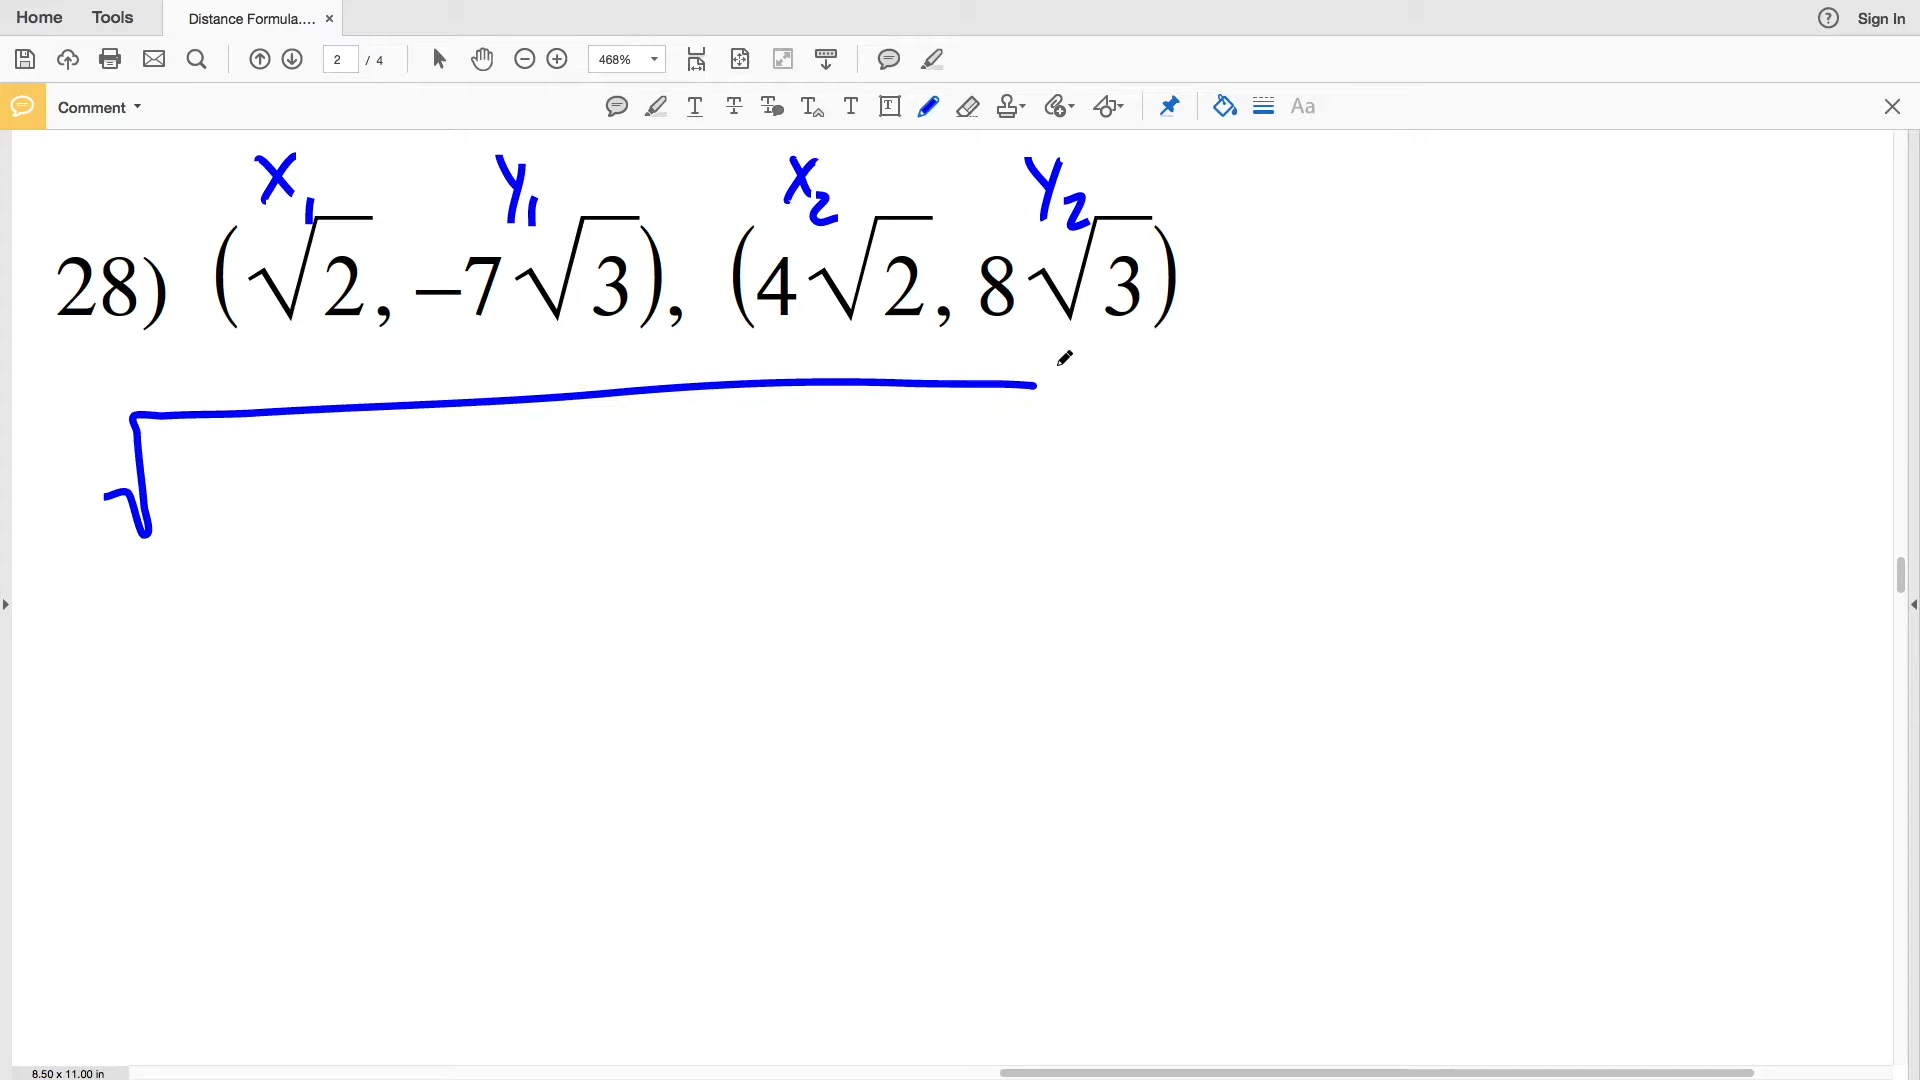 Home Tools Distance Formula.... × ? Sign In
2 / 4 468%
Comment T T T T T T Aa
x₁ y₁ x₂ y₂
28) (√2, −7√3), (4√2, 8√3)
√
8.50 x 11.00 in